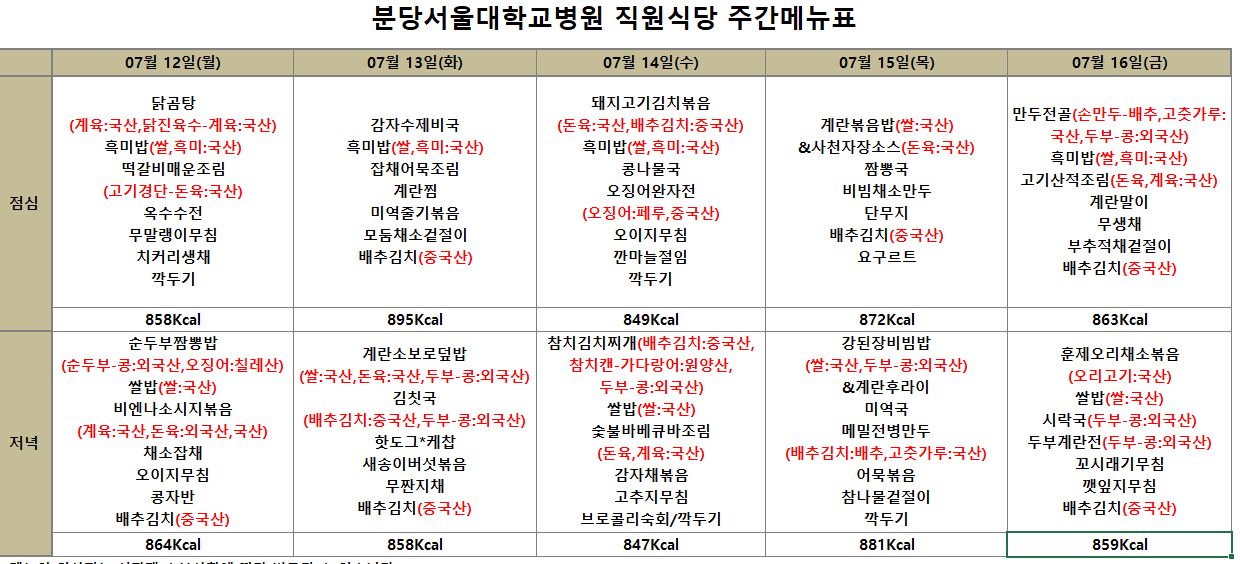 분당서울대학교병원 직원식당 주간메뉴표
07월 12일(월)
07월 13일(화)
07월 14일(수)
07월 15일(목)
07월 16일(금)
점심
닭곰탕
(계육:국산,닭진육수-계육:국산)
흑미밥(쌀,흑미:국산)
떡갈비매운조림
(고기경단-돈육:국산)
옥수수전
무말랭이무침
치커리생채
깍두기
감자수제비국
흑미밥(쌀,흑미:국산)
잡채어묵조림
계란찜
미역줄기볶음
모둠채소겉절이
배추김치(중국산)
돼지고기김치볶음
(돈육:국산,배추김치:중국산)
흑미밥(쌀,흑미:국산)
콩나물국
오징어완자전
(오징어:페루,중국산)
오이지무침
깐마늘절임
깍두기
계란볶음밥(쌀:국산)
&사천자장소스(돈육:국산)
짬뽕국
비빔채소만두
단무지
배추김치(중국산)
요구르트
만두전골(손만두-배추,고춧가루:
국산,두부-콩:외국산)
흑미밥(쌀,흑미:국산)
고기산적조림(돈육,계육:국산)
계란말이
무생채
부추적채겉절이
배추김치(중국산)
858Kcal
895Kcal
849Kcal
872Kcal
863Kcal
저녁
순두부짬뽕밥
(순두부-콩:외국산,오징어:칠레산)
쌀밥(쌀:국산)
비엔나소시지볶음
(계육:국산,돈육:외국산,국산)
채소잡채
오이지무침
콩자반
배추김치(중국산)
계란소보로덮밥
(쌀:국산,돈육:국산,두부-콩:외국산)
김칫국
(배추김치:중국산,두부-콩:외국산)
핫도그*케찹
새송이버섯볶음
무짠지채
배추김치(중국산)
참치김치찌개(배추김치:중국산,
참치캔-가다랑어:원양산,
두부-콩:외국산)
쌀밥(쌀:국산)
숯불바베큐바조림
(돈육,계육:국산)
감자채볶음
고추지무침
브로콜리숙회/깍두기
강된장비빔밥
(쌀:국산,두부-콩:외국산)
&계란후라이
미역국
메밀전병만두
(배추김치:배추,고춧가루:국산)
어묵볶음
참나물겉절이
깍두기
훈제오리채소볶음
(오리고기:국산)
쌀밥(쌀:국산)
시락국(두부-콩:외국산)
두부계란전(두부-콩:외국산)
꼬시래기무침
깻잎지무침
배추김치(중국산)
864Kcal
858Kcal
847Kcal
881Kcal
859Kcal